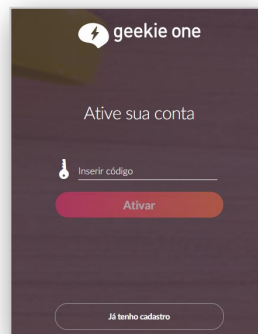 geekie one
Ative sua conta
Inserir código
Ativar
Já tenho cadastro